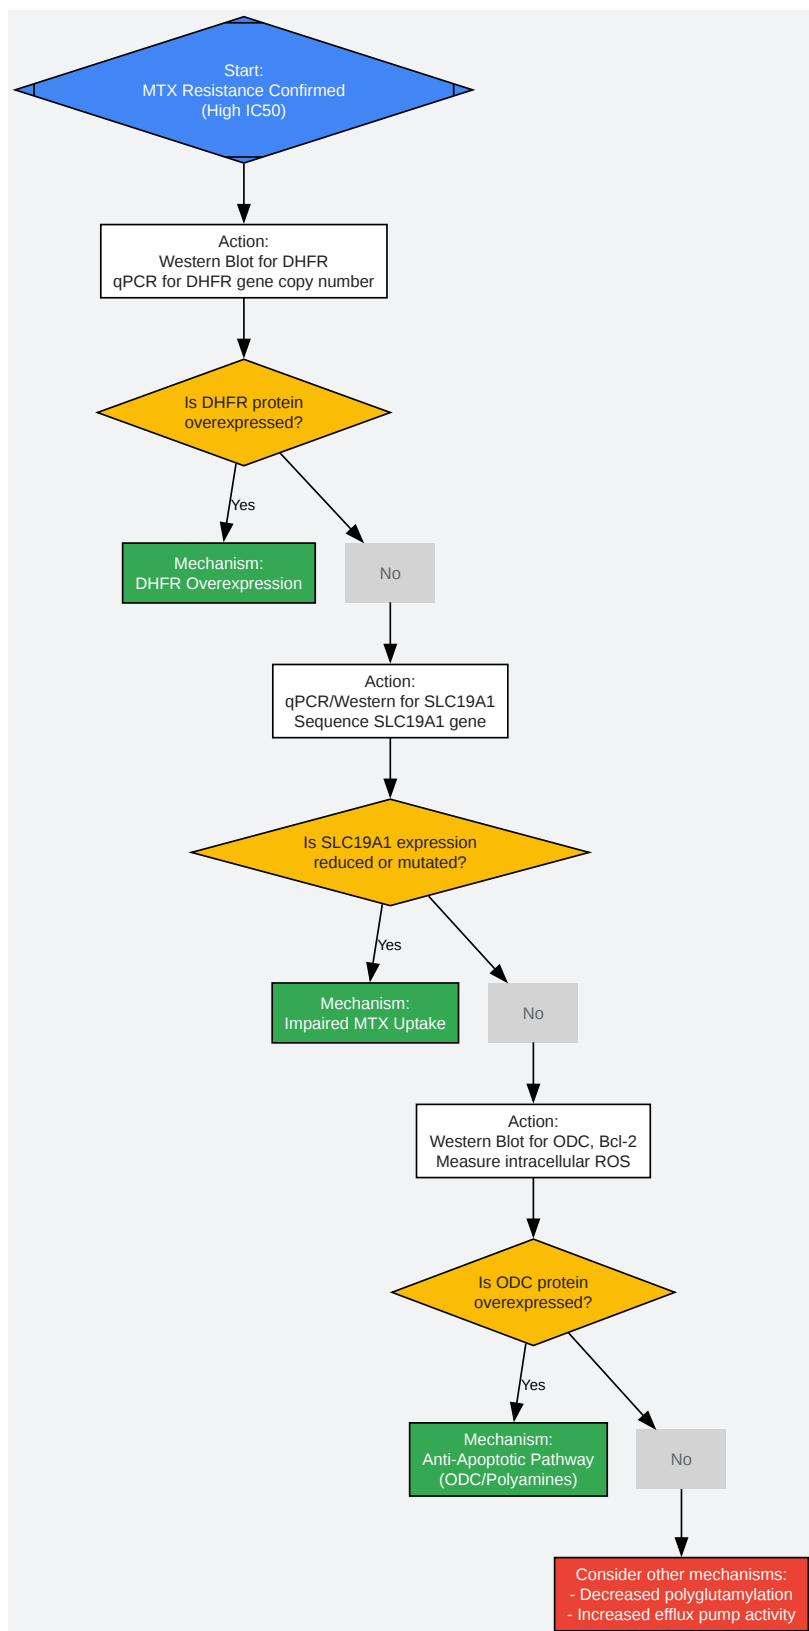 Start:
MTX Resistance Confirmed
(High IC50)
Action:
Western Blot for DHFR
qPCR for DHFR gene copy number
Is DHFR protein
overexpressed?
Yes
Mechanism:
DHFR Overexpression
No
Action:
qPCR/Western for SLC19A1
Sequence SLC19A1 gene
Is SLC19A1 expression
reduced or mutated?
Yes
Mechanism:
Impaired MTX Uptake
No
Action:
Western Blot for ODC, Bcl-2
Measure intracellular ROS
Is ODC protein
overexpressed?
Yes
Mechanism:
Anti-Apoptotic Pathway
(ODC/Polyamines)
No
Consider other mechanisms:
- Decreased polyglutamylation
- Increased efflux pump activity